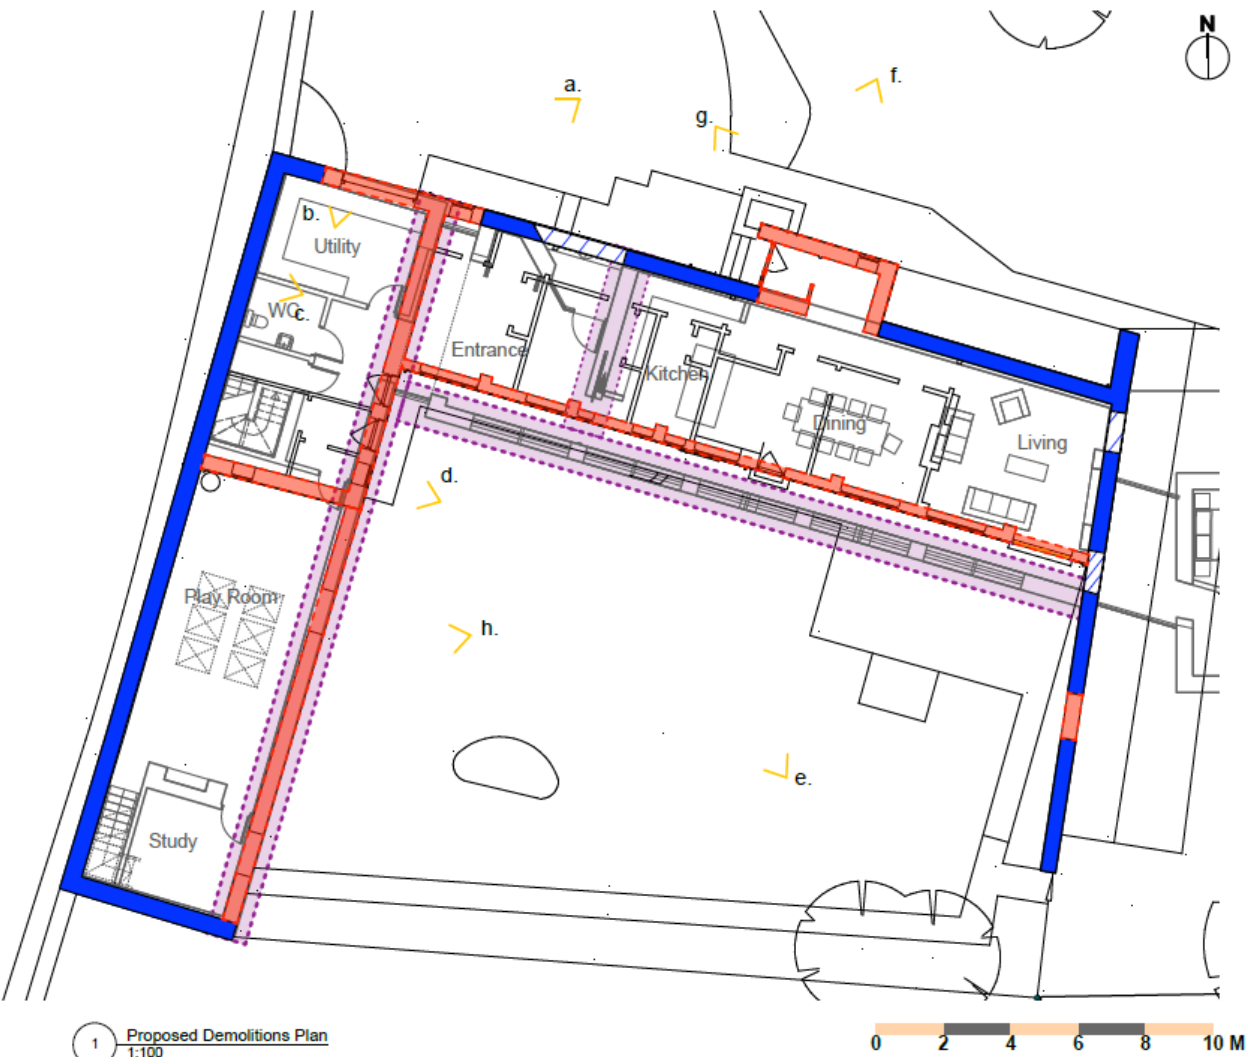 N
a.
f.
g.
b.
Utility
WC
c.
Entrance
Kitchen
Dining
Living
d.
Play Room
h.
e.
Study
1
Proposed Demolitions Plan
1:100
0 2 4 6 8 10 M